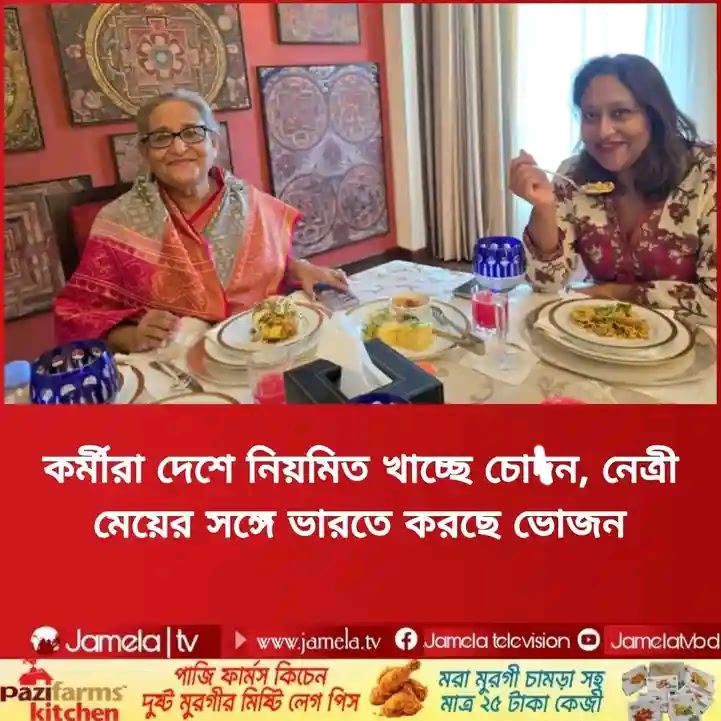 কর্মীরা দেশে নিয়মিত খাচ্ছে নেত্রী
মেয়ের সঙ্গে ভারতে করছে ভোজন
Jamela|tv www.jamela.tv Jamela television Jamelatvbd
পাজি ফার্মস কিচেন
দুষ্ট মুরগীর মিষ্টি লেগ পিস
মরা মুরগী চামড়া সহ
মাত্র ২৫ টাকা কেজী
pazifarms
kitchen